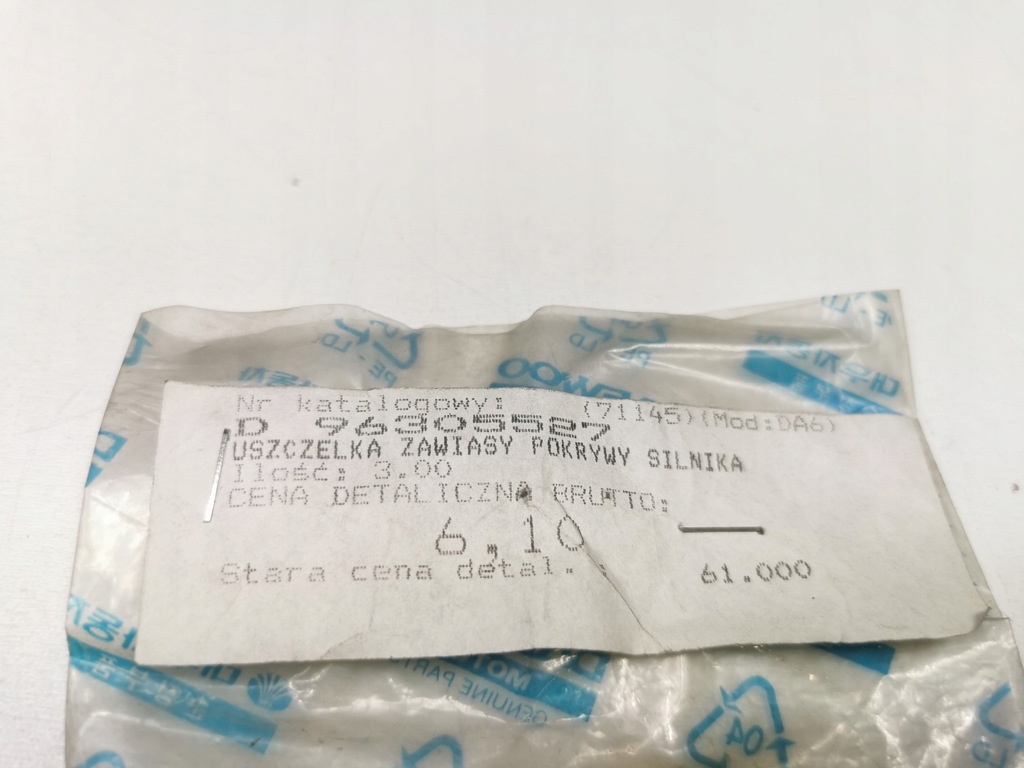 Nr katalogowy: (71145)(Mod:DA6)
D 96305527
USZCZELKA ZAWIASY POKRYWY SILNIKA
Ilość: 3.00
CENA DETALICZNA BRUTTO:
6,10
Stara cena detal. : 61.000
GENUINE PARTS
04